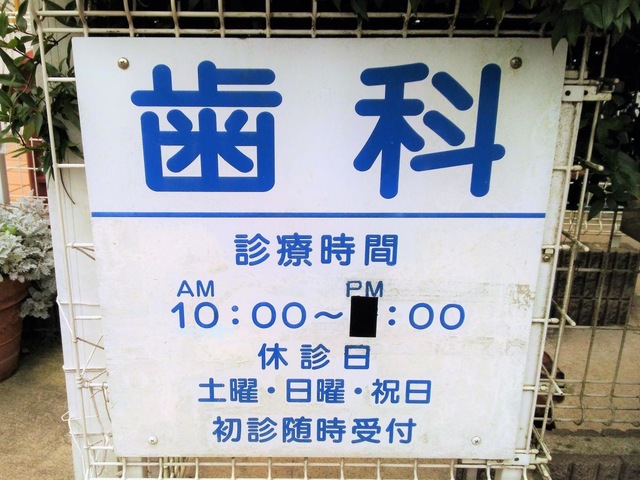 歯科
診療時間
AM PM
10:00～:00
休診日
土曜・日曜・祝日
初診随時受付